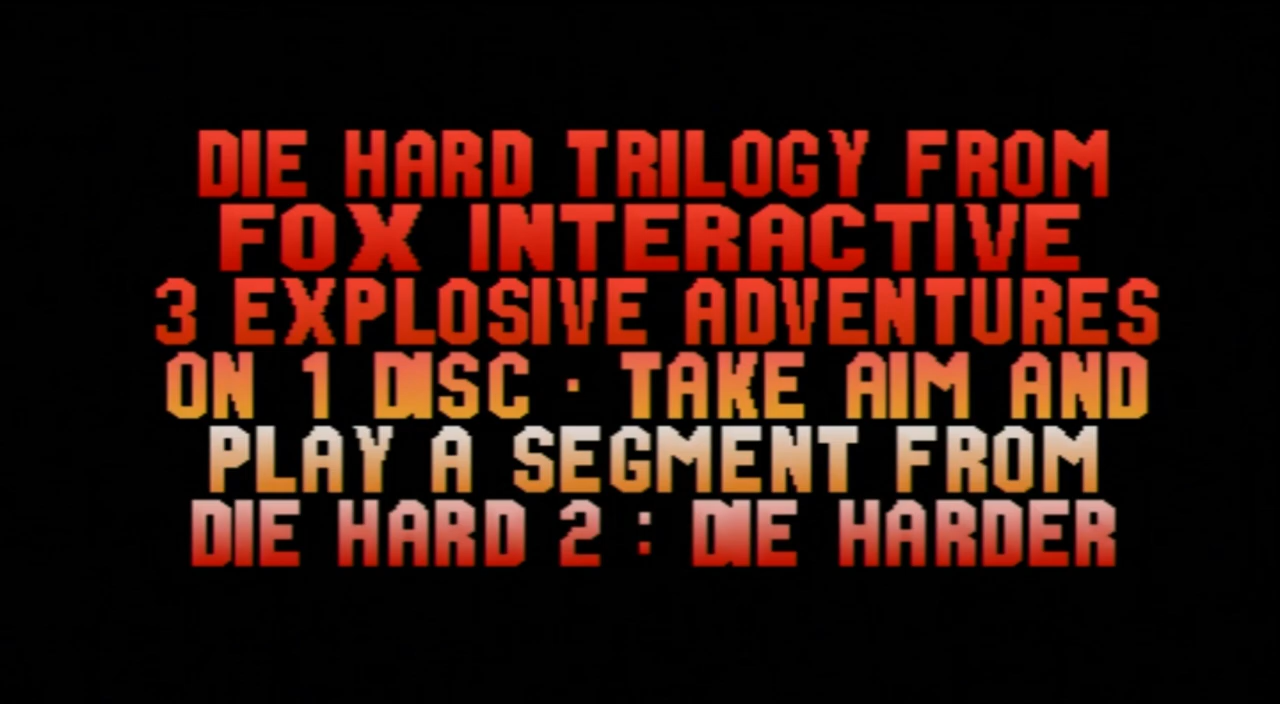 DIE HARD TRILOGY FROM
FOX INTERACTIVE
3 EXPLOSIVE ADVENTURES
ON 1 DISC · TAKE AIM AND
PLAY A SEGMENT FROM
DIE HARD 2 : DIE HARDER